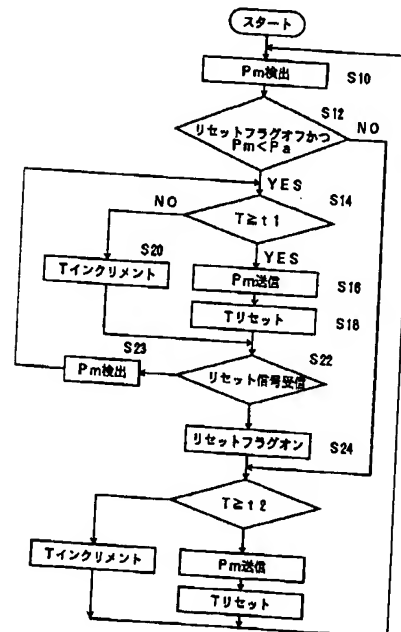 スタート
Pm検出
S10
S12
リセットフラグオフかつ
Pm<Pa
NO
YES
S14
NO
T≧t1
S20
YES
Tインクリメント
Pm送信
S16
Tリセット
S18
S23
S22
Pm検出
リセット信号受信
リセットフラグオン
S24
T≧t2
Tインクリメント
Pm送信
Tリセット